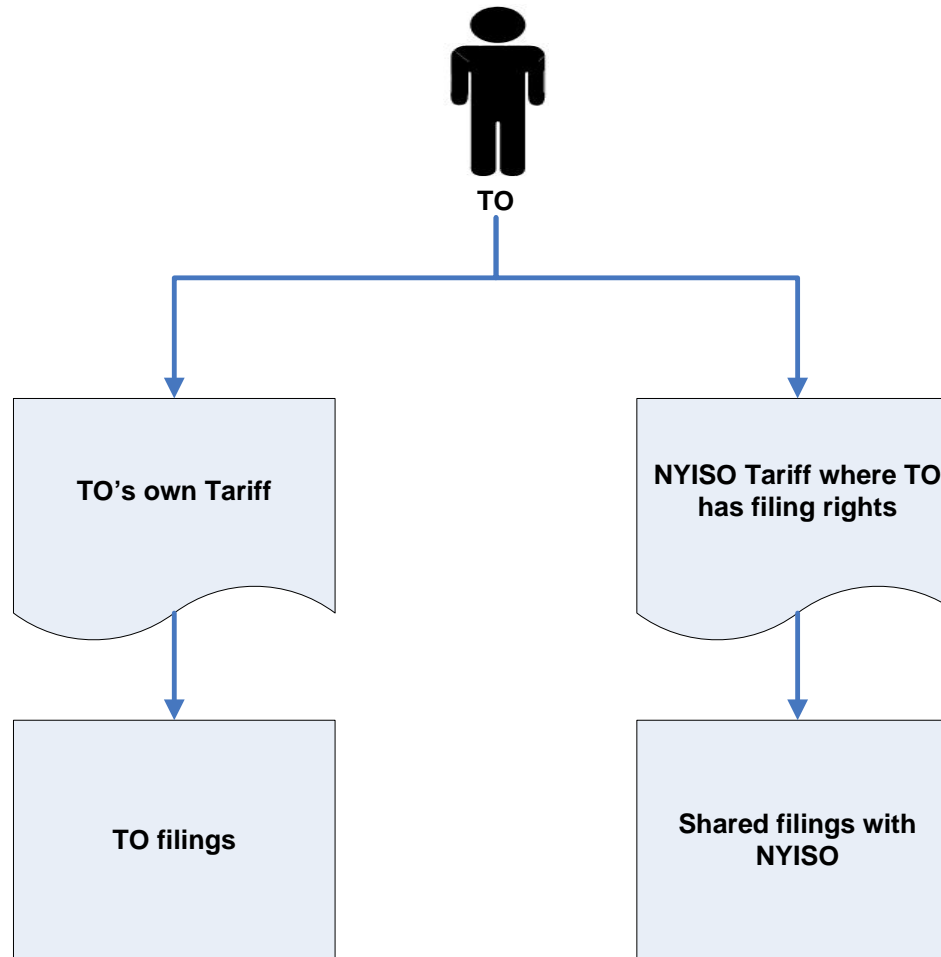 TO
TO's own Tariff
NYISO Tariff where TO
has filing rights
TO filings
Shared filings with
NYISO